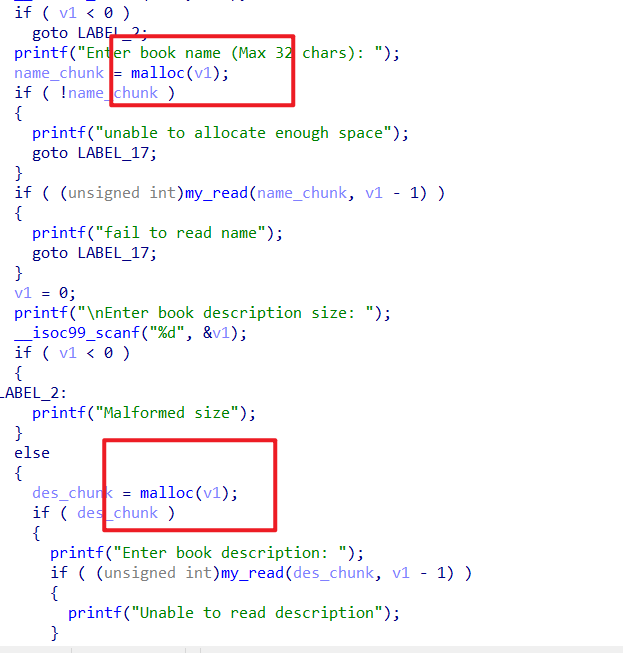 if ( v1 < 0 )
goto LABEL_2;
printf("Enter book name (Max 32 chars): ");
name_chunk = malloc(v1);
if ( !name_chunk )
{
printf("unable to allocate enough space");
goto LABEL_17;
}
if ( (unsigned int)my_read(name_chunk, v1 - 1) )
{
printf("fail to read name");
goto LABEL_17;
}
v1 = 0;
printf("\nEnter book description size: ");
__isoc99_scanf("%d", &v1);
if ( v1 < 0 )
{
LABEL_2:
printf("Malformed size");
}
else
{
des_chunk = malloc(v1);
if ( des_chunk )
{
printf("Enter book description: ");
if ( (unsigned int)my_read(des_chunk, v1 - 1) )
{
printf("Unable to read description");
}